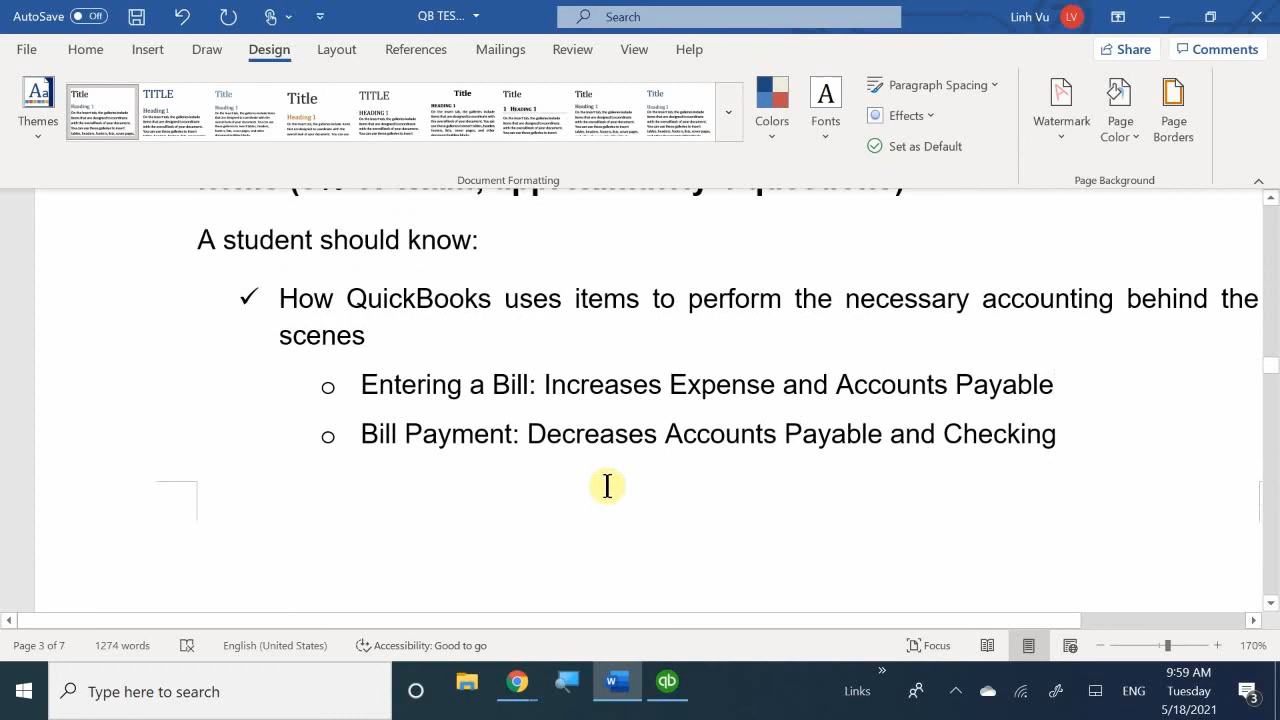 AutoSave Off QB TES... Search Linh Vu LV
File Home Insert Draw Design Layout References Mailings Review View Help Share Comments
Themes
Colors
Fonts
Paragraph Spacing
Effects
Set as Default
Watermark
Page Color
Page Borders
Document Formatting Page Background
A student should know:
✓ How QuickBooks uses items to perform the necessary accounting behind the
scenes
o Entering a Bill: Increases Expense and Accounts Payable
o Bill Payment: Decreases Accounts Payable and Checking
Page 3 of 7 1274 words English (United States) Accessibility: Good to go Focus 170%
Type here to search Links ENG 9:59 AM
Tuesday
5/18/2021
3